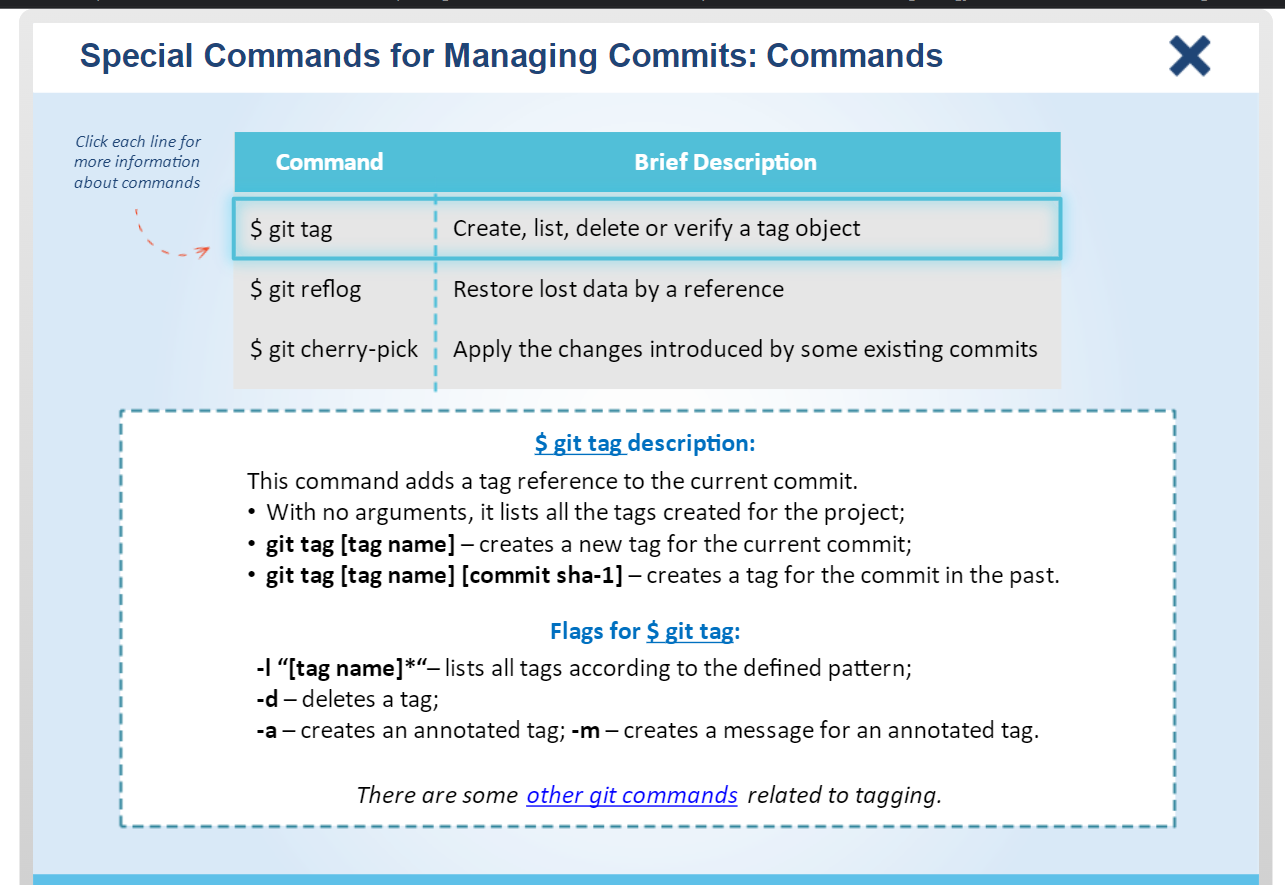 Special Commands for Managing Commits: Commands
Click each line for
more information
about commands
Command Brief Description
$ git tag Create, list, delete or verify a tag object
$ git reflog Restore lost data by a reference
$ git cherry-pick Apply the changes introduced by some existing commits
$ git tag description:
This command adds a tag reference to the current commit.
• With no arguments, it lists all the tags created for the project;
• git tag [tag name] – creates a new tag for the current commit;
• git tag [tag name] [commit sha-1] – creates a tag for the commit in the past.
Flags for $ git tag:
-l “[tag name]*“– lists all tags according to the defined pattern;
-d – deletes a tag;
-a – creates an annotated tag; -m – creates a message for an annotated tag.
There are some other git commands related to tagging.